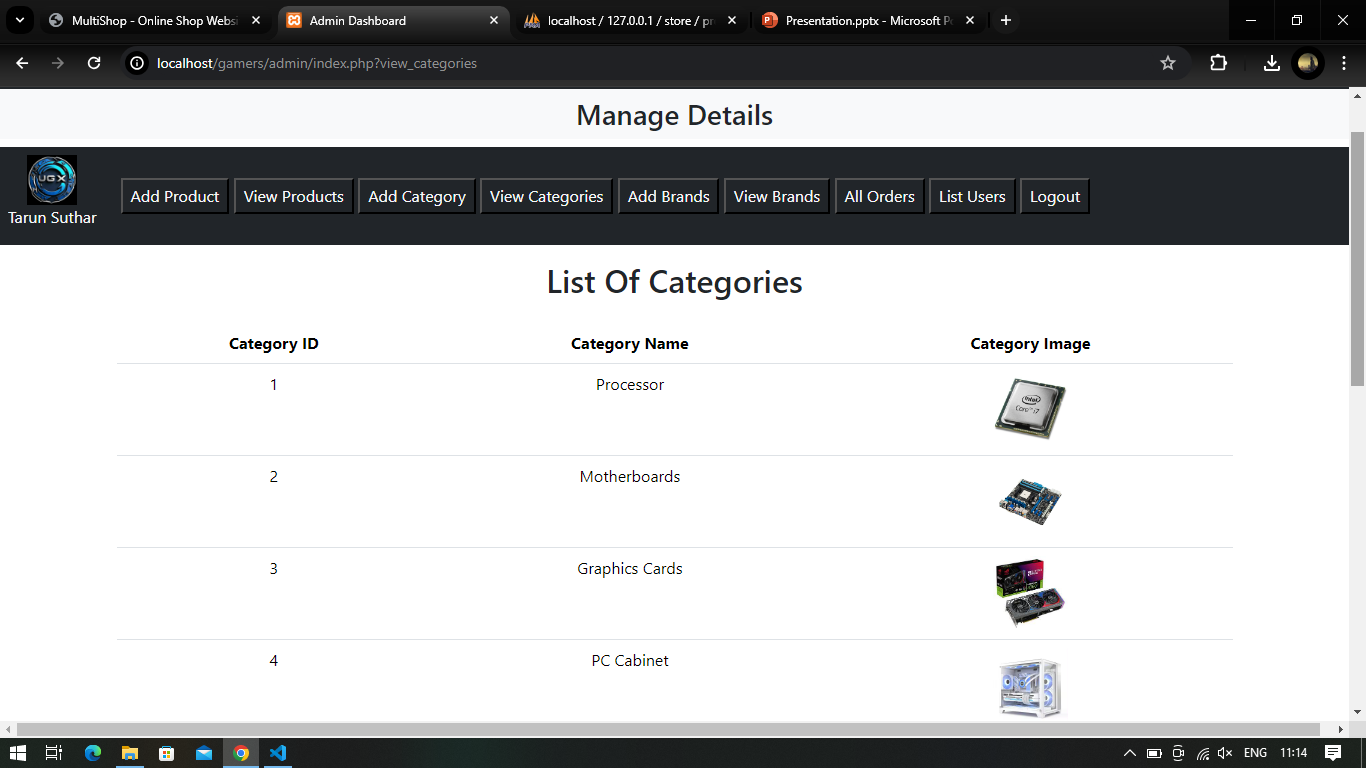 MultiShop - Online Shop Websi
Admin Dashboard
localhost / 127.0.0.1 / store / pr
Presentation.pptx - Microsoft Po
localhost/gamers/admin/index.php?view_categories
Manage Details
UGX
Tarun Suthar
Add Product
View Products
Add Category
View Categories
Add Brands
View Brands
All Orders
List Users
Logout
List Of Categories
Category ID Category Name Category Image
1 Processor
intel
Core i7
2 Motherboards
3 Graphics Cards
4 PC Cabinet
ENG 11:14